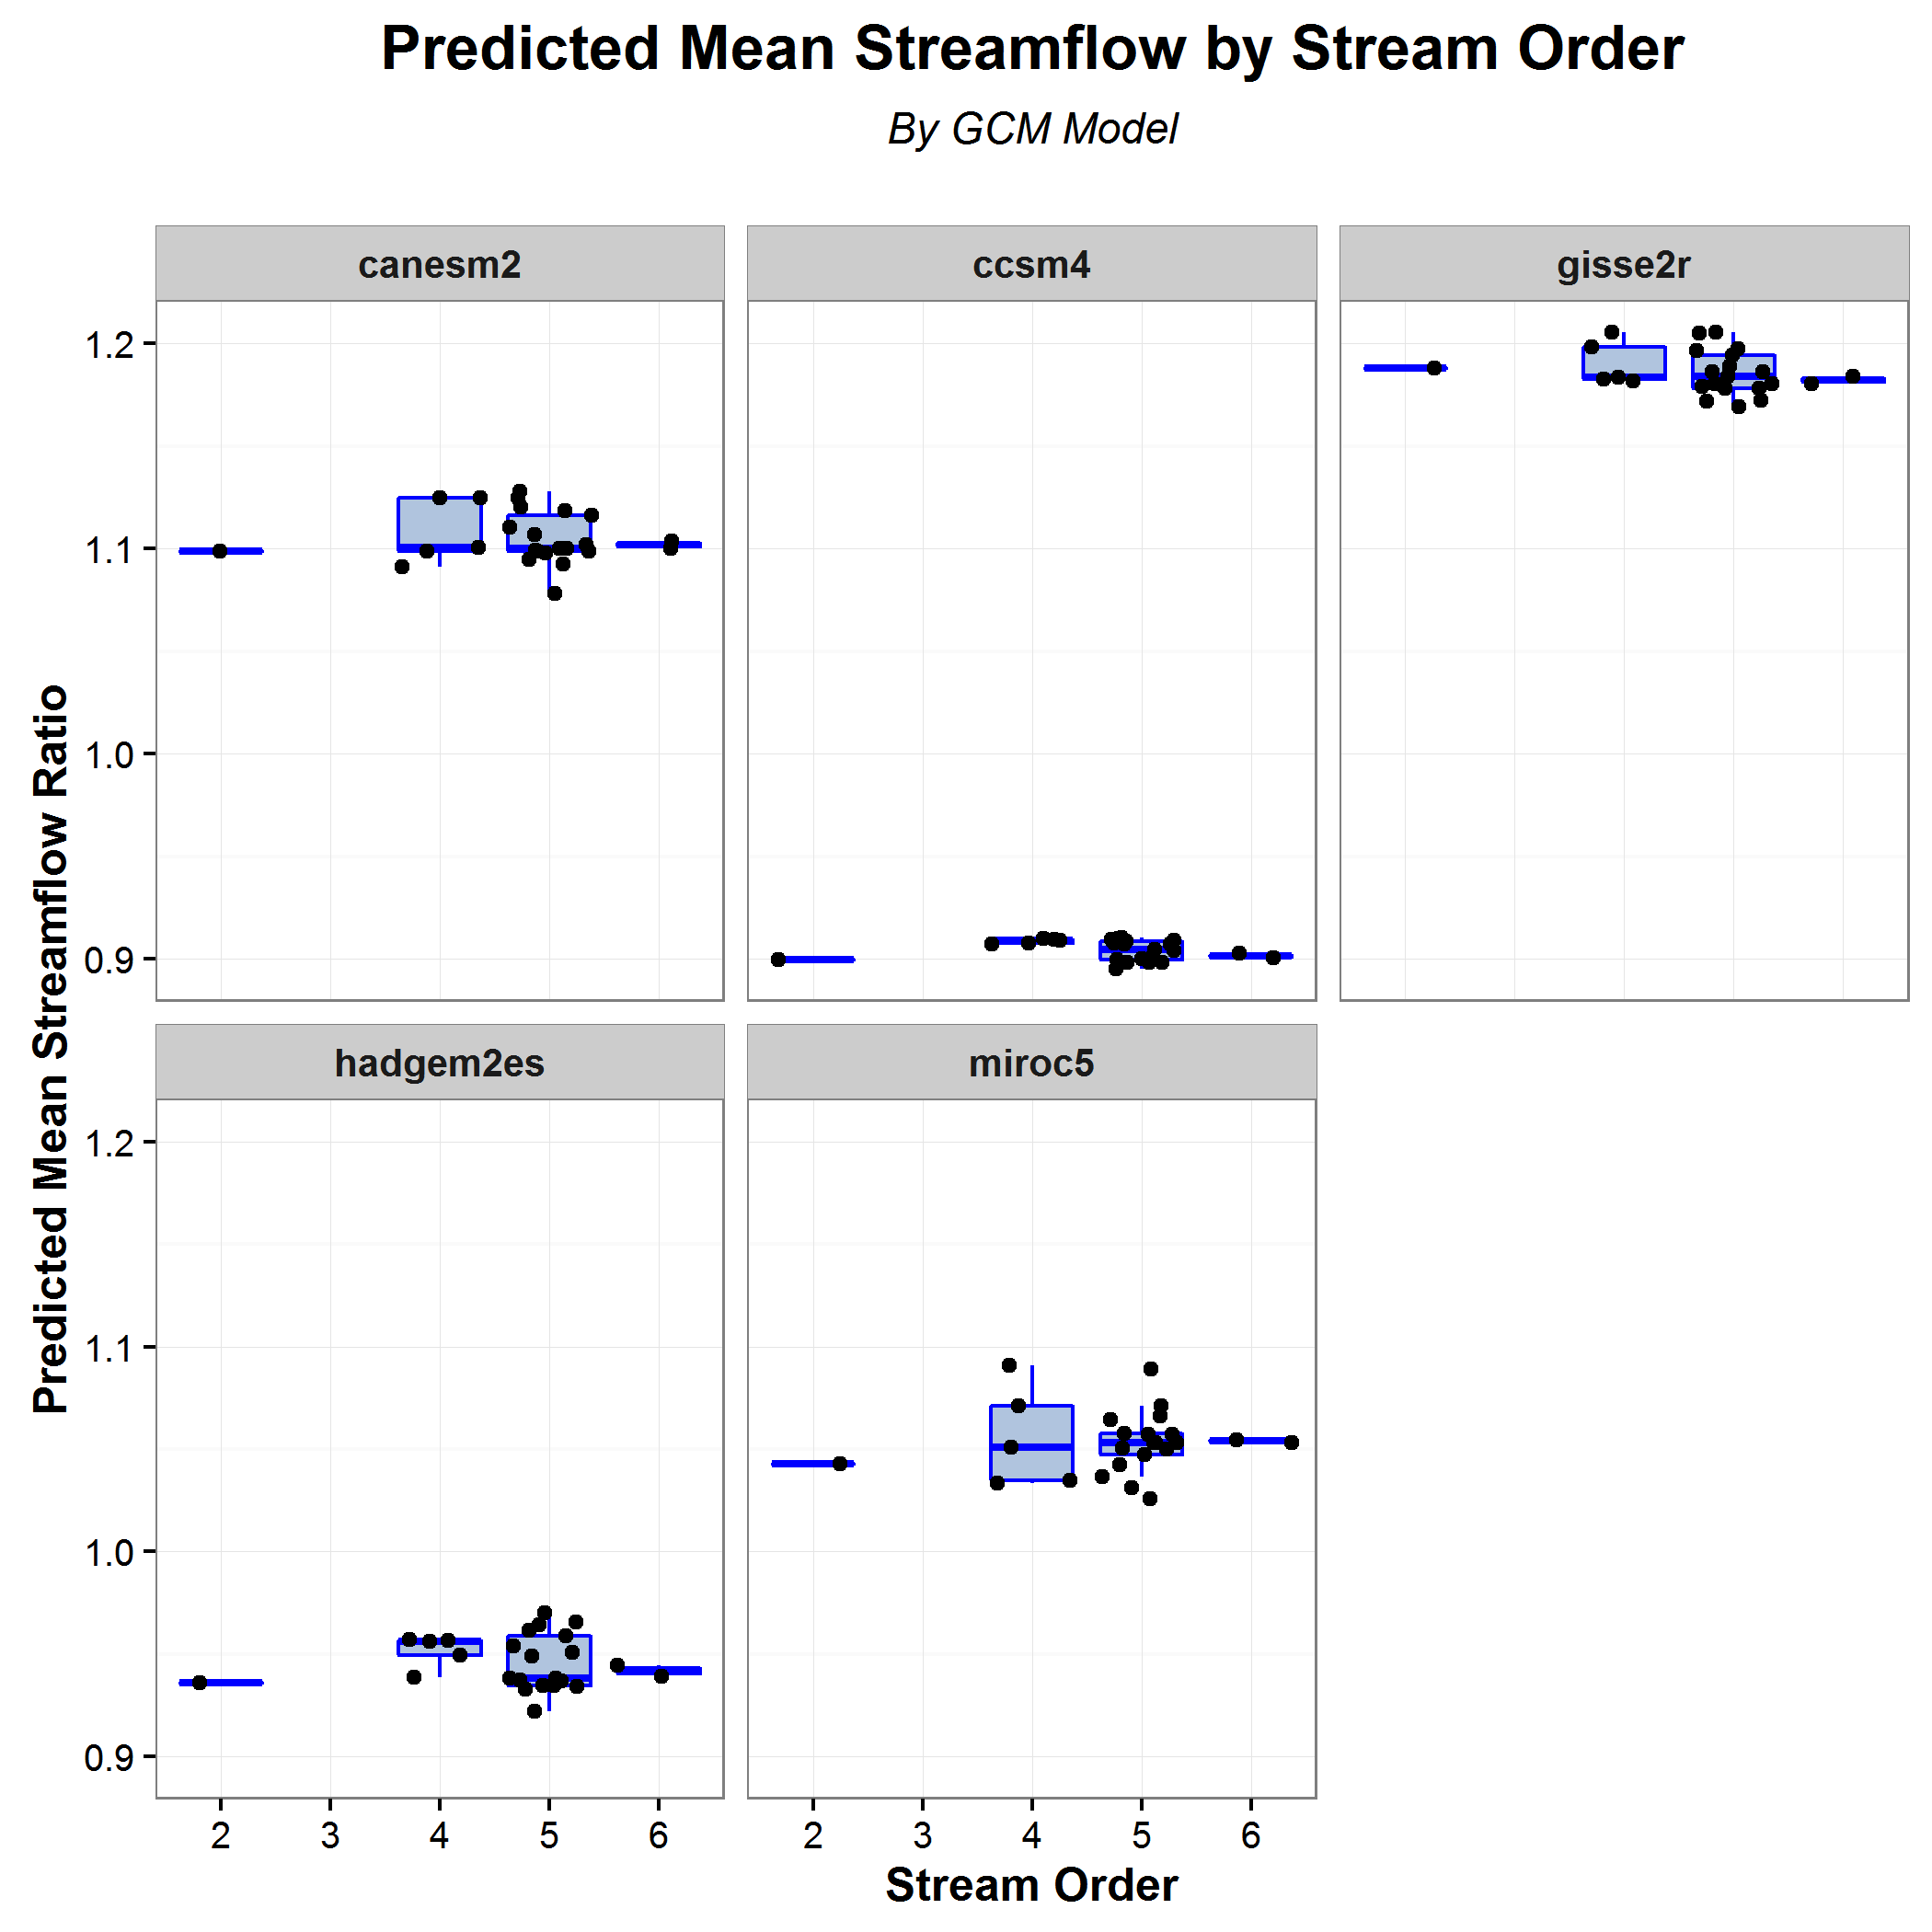 Predicted Mean Streamflow by Stream Order
By GCM Model
canesm2
ccsm4
gisse2r
1.2
1.1
1.0
0.9
Predicted Mean Streamflow Ratio
hadgem2es
miroc5
1.2
1.1
1.0
0.9
2 3 4 5 6
2 3 4 5 6
Stream Order